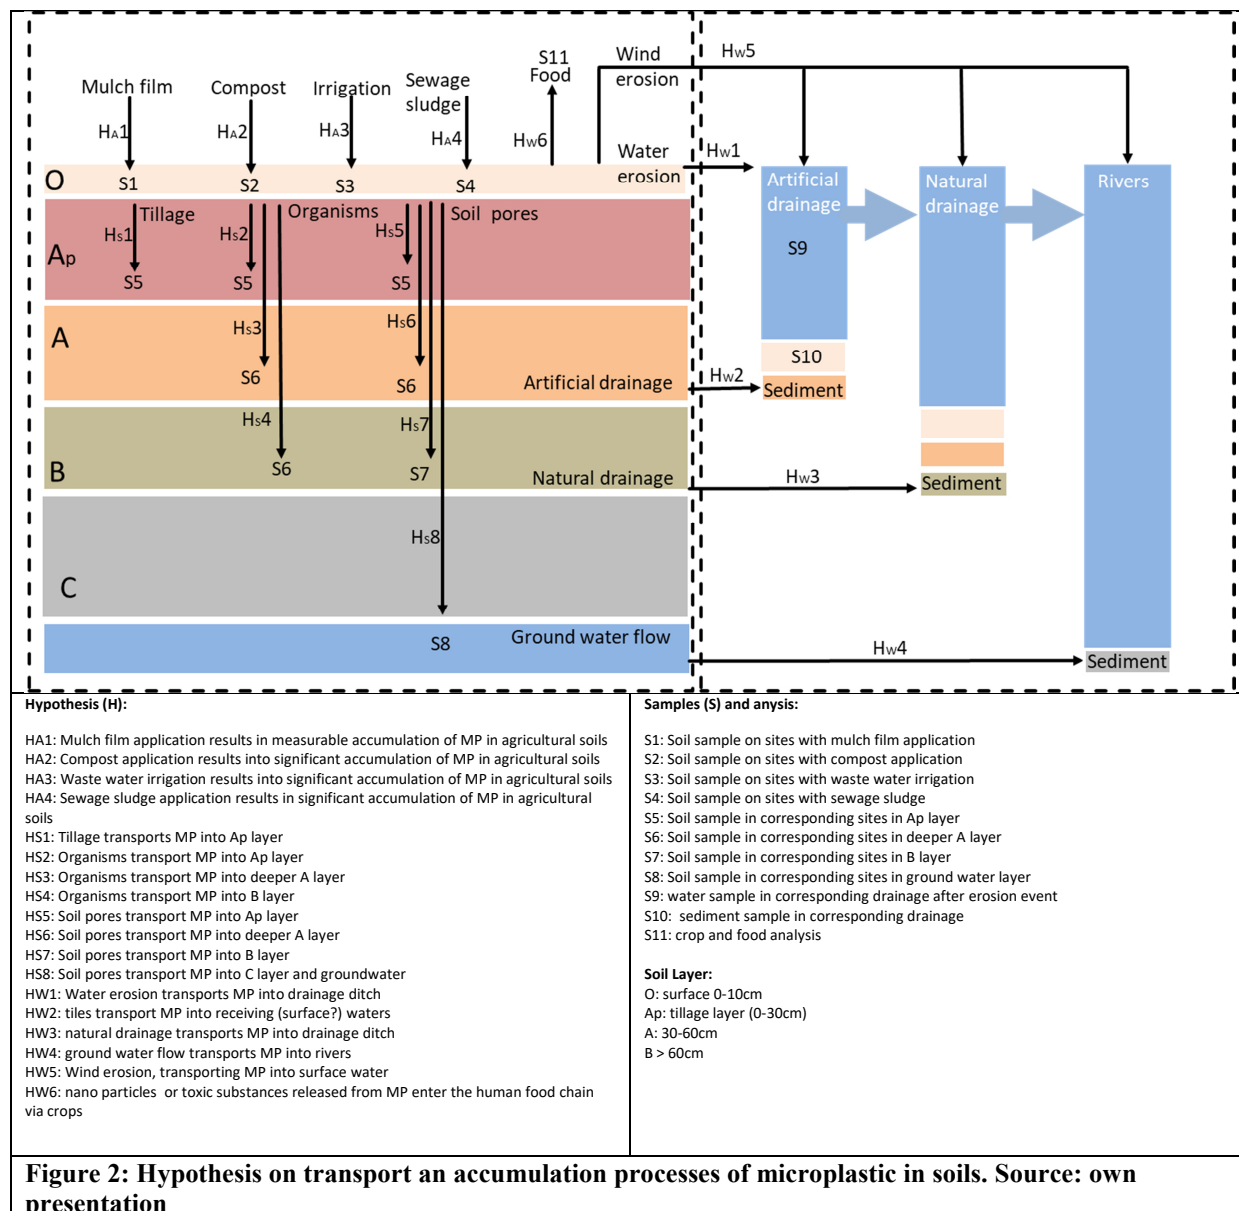 S11
Food
Wind
erosion
HW5
Mulch film
Compost
Irrigation
Sewage
sludge
HA1
HA2
HA3
HA4
HW6
Water
erosion
HW1
O
S1
S2
S3
S4
Artificial
drainage
Natural
drainage
Rivers
Tillage
Organisms
Soil pores
HS1
HS2
HS5
Ap
S5
S5
S5
S9
A
HS3
HS6
S6
S6
Artificial drainage
HW2
S10
Sediment
HS4
HS7
B
S6
S7
Natural drainage
HW3
Sediment
HS8
C
S8
Ground water flow
HW4
Sediment
Hypothesis (H):
HA1: Mulch film application results in measurable accumulation of MP in agricultural soils
HA2: Compost application results into significant accumulation of MP in agricultural soils
HA3: Waste water irrigation results into significant accumulation of MP in agricultural soils
HA4: Sewage sludge application results in significant accumulation of MP in agricultural
soils
HS1: Tillage transports MP into Ap layer
HS2: Organisms transport MP into Ap layer
HS3: Organisms transport MP into deeper A layer
HS4: Organisms transport MP into B layer
HS5: Soil pores transport MP into Ap layer
HS6: Soil pores transport MP into deeper A layer
HS7: Soil pores transport MP into B layer
HS8: Soil pores transport MP into C layer and groundwater
HW1: Water erosion transports MP into drainage ditch
HW2: tiles transport MP into receiving (surface?) waters
HW3: natural drainage transports MP into drainage ditch
HW4: ground water flow transports MP into rivers
HW5: Wind erosion, transporting MP into surface water
HW6: nano particles or toxic substances released from MP enter the human food chain
via crops
Samples (S) and anysis:
S1: Soil sample on sites with mulch film application
S2: Soil sample on sites with compost application
S3: Soil sample on sites with waste water irrigation
S4: Soil sample on sites with sewage sludge
S5: Soil sample in corresponding sites in Ap layer
S6: Soil sample in corresponding sites in deeper A layer
S7: Soil sample in corresponding sites in B layer
S8: Soil sample in corresponding sites in ground water layer
S9: water sample in corresponding drainage after erosion event
S10: sediment sample in corresponding drainage
S11: crop and food analysis
Soil Layer:
O: surface 0-10cm
Ap: tillage layer (0-30cm)
A: 30-60cm
B > 60cm
Figure 2: Hypothesis on transport an accumulation processes of microplastic in soils. Source: own
presentation